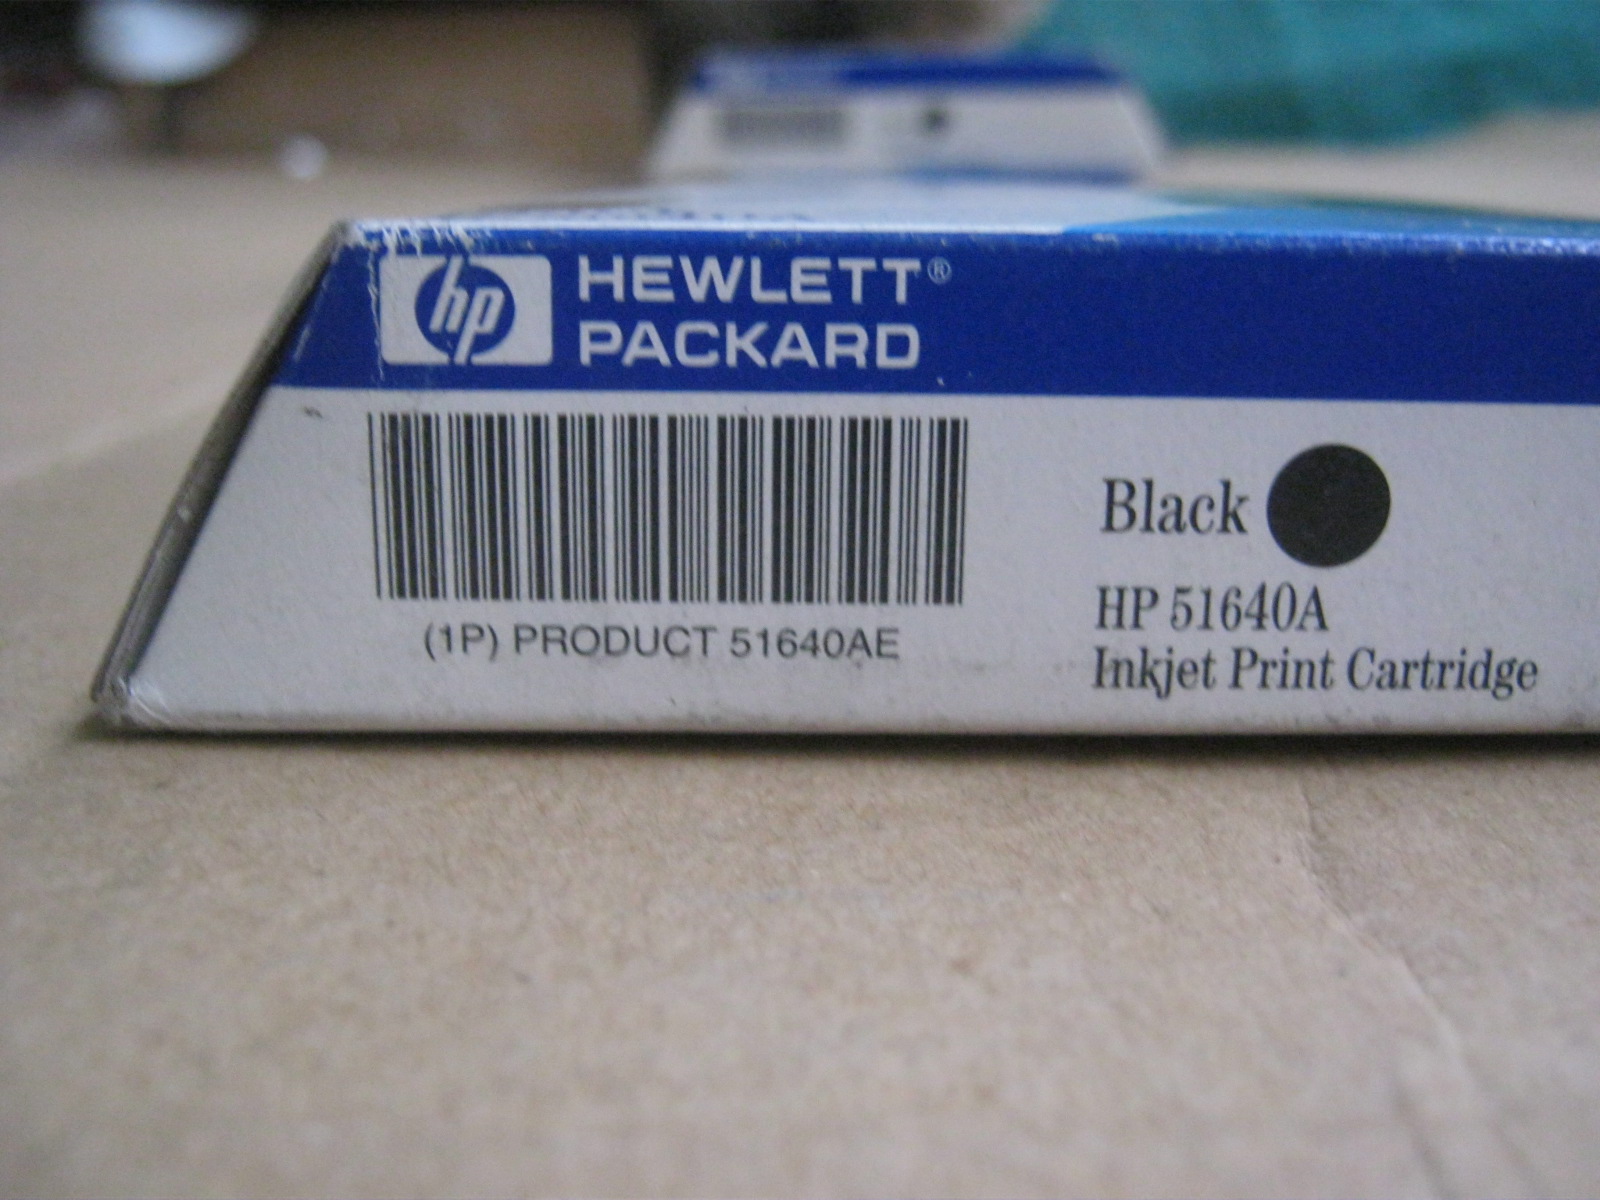 hp HEWLETT®
PACKARD
(1P) PRODUCT 51640AE
Black
HP 51640A
Inkjet Print Cartridge